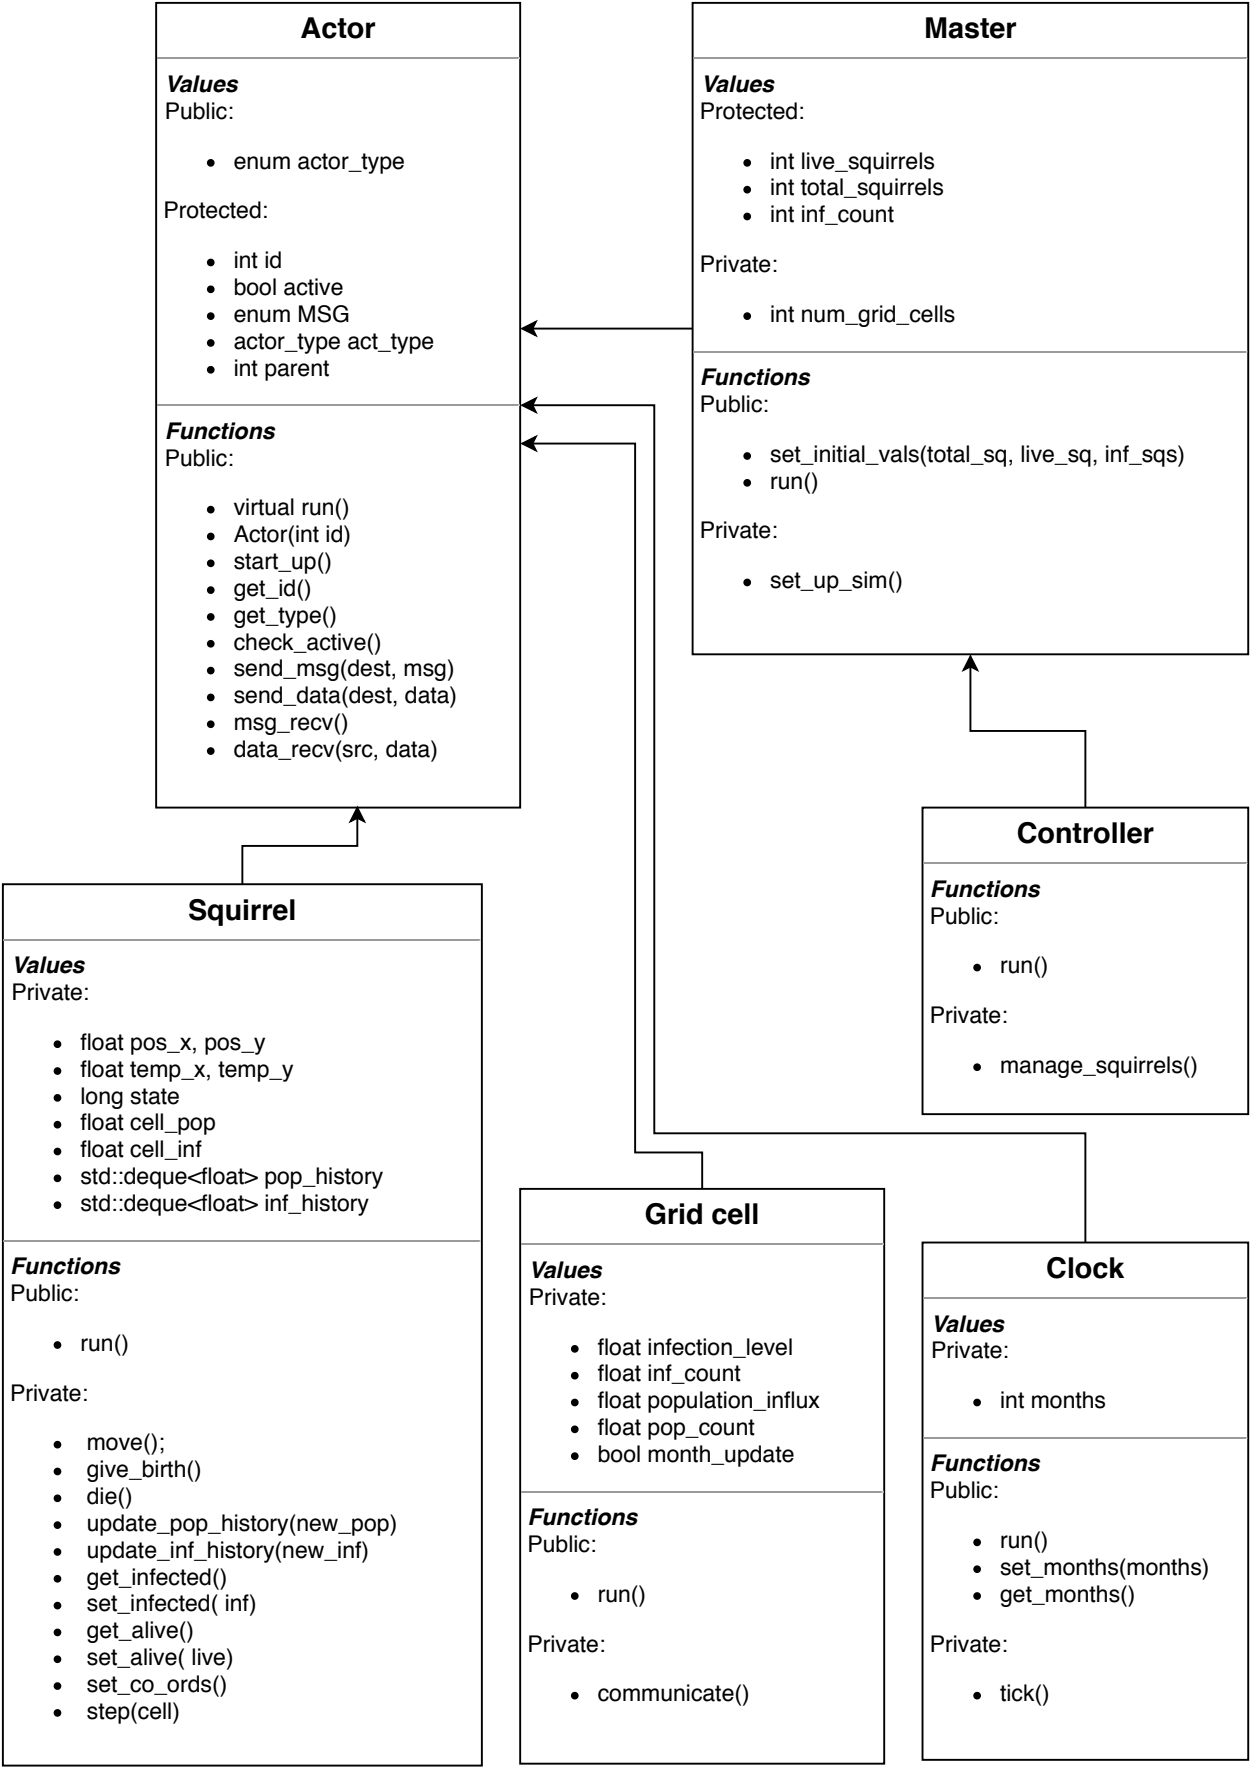 Actor
Values
Public:
• enum actor_type
Protected:
• int id
• bool active
• enum MSG
• actor_type act_type
• int parent
Functions
Public:
• virtual run()
• Actor(int id)
• start_up()
• get_id()
• get_type()
• check_active()
• send_msg(dest, msg)
• send_data(dest, data)
• msg_recv()
• data_recv(src, data)
Master
Values
Protected:
• int live_squirrels
• int total_squirrels
• int inf_count
Private:
• int num_grid_cells
Functions
Public:
• set_initial_vals(total_sq, live_sq, inf_sqs)
• run()
Private:
• set_up_sim()
Controller
Functions
Public:
• run()
Private:
• manage_squirrels()
Squirrel
Values
Private:
• float pos_x, pos_y
• float temp_x, temp_y
• long state
• float cell_pop
• float cell_inf
• std::deque<float> pop_history
• std::deque<float> inf_history
Functions
Public:
• run()
Private:
• move();
• give_birth()
• die()
• update_pop_history(new_pop)
• update_inf_history(new_inf)
• get_infected()
• set_infected( inf)
• get_alive()
• set_alive( live)
• set_co_ords()
• step(cell)
Grid cell
Values
Private:
• float infection_level
• float inf_count
• float population_influx
• float pop_count
• bool month_update
Functions
Public:
• run()
Private:
• communicate()
Clock
Values
Private:
• int months
Functions
Public:
• run()
• set_months(months)
• get_months()
Private:
• tick()